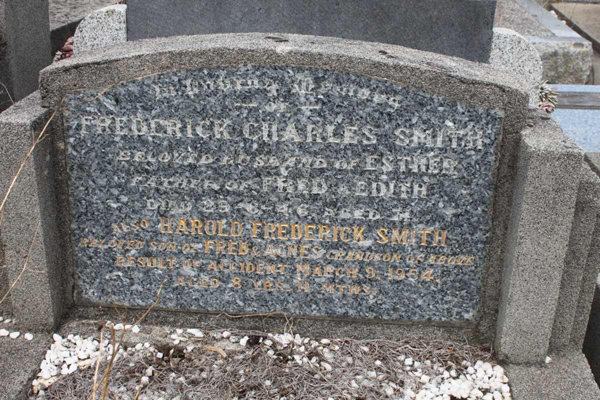 IN LOVING MEMORY
OF
FREDERICK CHARLES SMITH
BELOVED HUSBAND OF ESTHER
FATHER OF FRED & EDITH
DIED AGED
ALSO HAROLD FREDERICK SMITH
BELOVED SON OF FRED & AGNES GRANDSON OF ABOVE
RESULT OF ACCIDENT MARCH 9, 1954,
AGED 8 YRS. 11 MTHS.